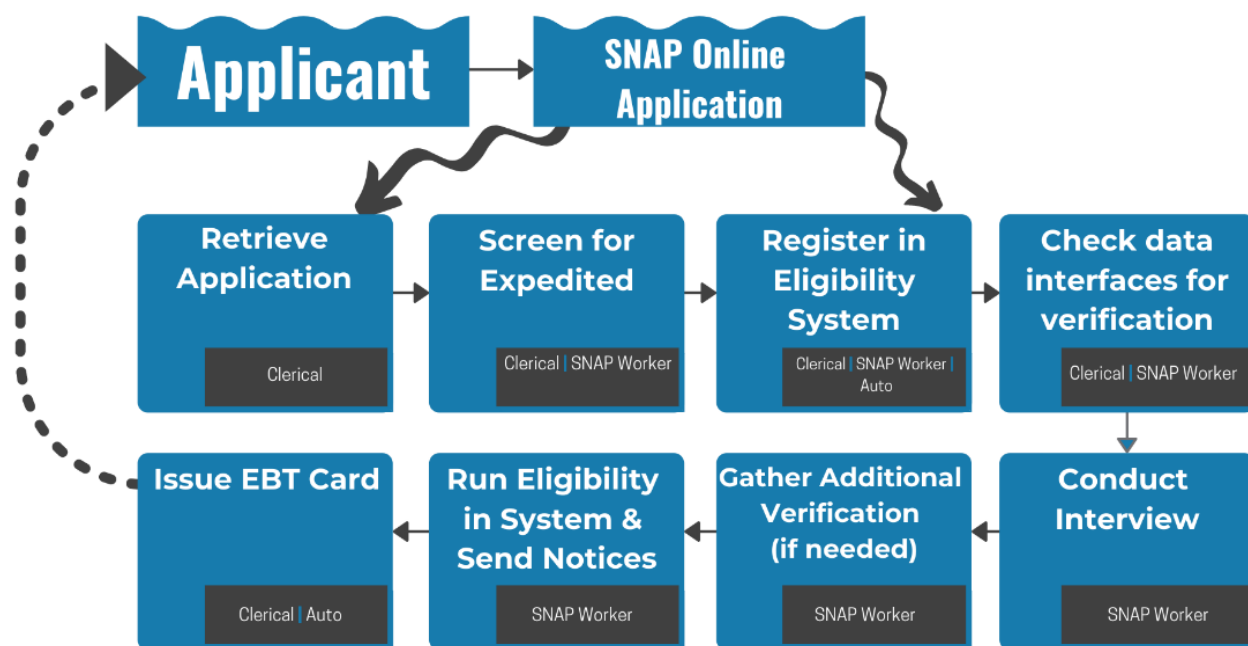 Applicant
SNAP Online
Application
Retrieve
Application
Clerical
Screen for
Expedited
Clerical | SNAP Worker
Register in
Eligibility
System
Clerical | SNAP Worker |
Auto
Check data
interfaces for
verification
Clerical | SNAP Worker
Conduct
Interview
SNAP Worker
Gather Additional
Verification
(if needed)
SNAP Worker
Run Eligibility
in System &
Send Notices
SNAP Worker
Issue EBT Card
Clerical | Auto